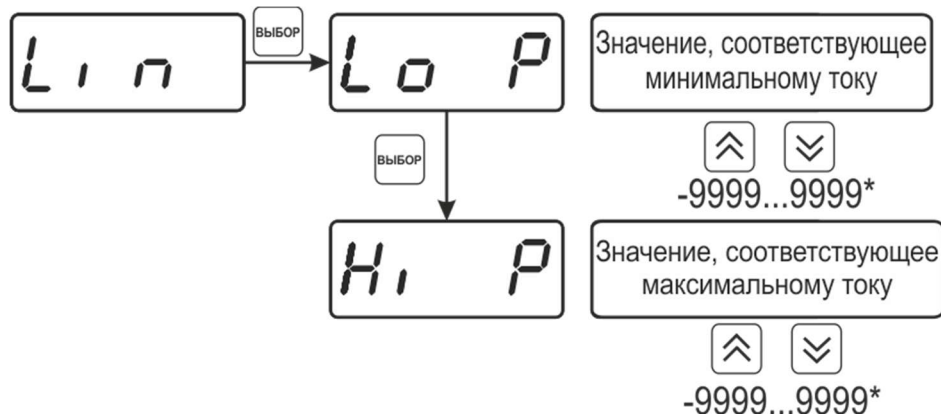 Lin
ВЫБОР
Lo P
Значение, соответствующее
минимальному току
-9999...9999*
ВЫБОР
Hi P
Значение, соответствующее
максимальному току
-9999...9999*